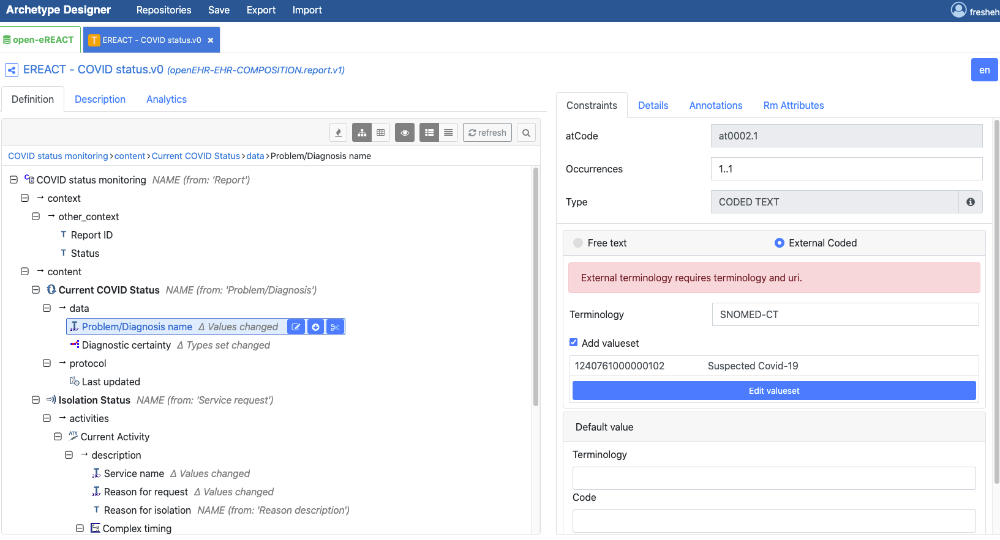 Archetype Designer Repositories Save Export Import fresheh
open-eREACT T EREACT - COVID status.v0 ×
EREACT - COVID status.v0 (openEHR-EHR-COMPOSITION.report.v1) en
Definition Description Analytics
refresh
COVID status monitoring>content>Current COVID Status>data>Problem/Diagnosis name
COVID status monitoring NAME (from: 'Report')
→ context
→ other_context
T Report ID
T Status
→ content
Current COVID Status NAME (from: 'Problem/Diagnosis')
→ data
Problem/Diagnosis name Δ Values changed
Diagnostic certainty Δ Types set changed
→ protocol
Last updated
Isolation Status NAME (from: 'Service request')
→ activities
ATY Current Activity
→ description
Service name Δ Values changed
Reason for request Δ Values changed
T Reason for isolation NAME (from: 'Reason description')
Complex timing
Constraints Details Annotations Rm Attributes
atCode at0002.1
Occurrences 1..1
Type CODED TEXT
Free text External Coded
External terminology requires terminology and uri.
Terminology SNOMED-CT
Add valueset
1240761000000102 Suspected Covid-19
Edit valueset
Default value
Terminology
Code